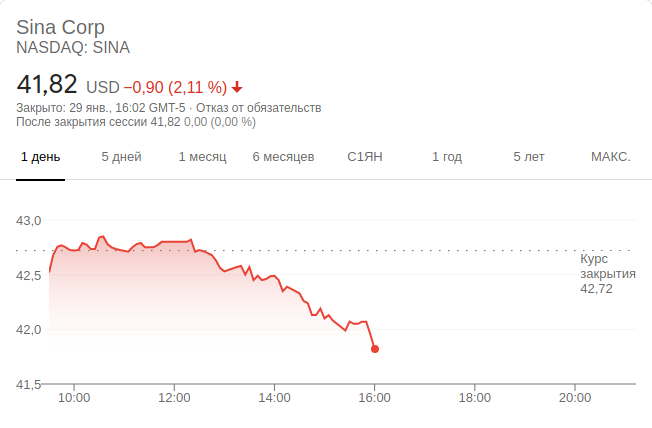 Sina Corp
NASDAQ: SINA
41,82 USD −0,90 (2,11 %)
Закрыто: 29 янв., 16:02 GMT-5 · Отказ от обязательств
После закрытия сессии 41,82 0,00 (0,00 %)
1 день 5 дней 1 месяц 6 месяцев С1ЯН 1 год 5 лет МАКС.
43,0
Курс
закрытия
42,5
42,72
42,0
41,5
10:00 12:00 14:00 16:00 18:00 20:00